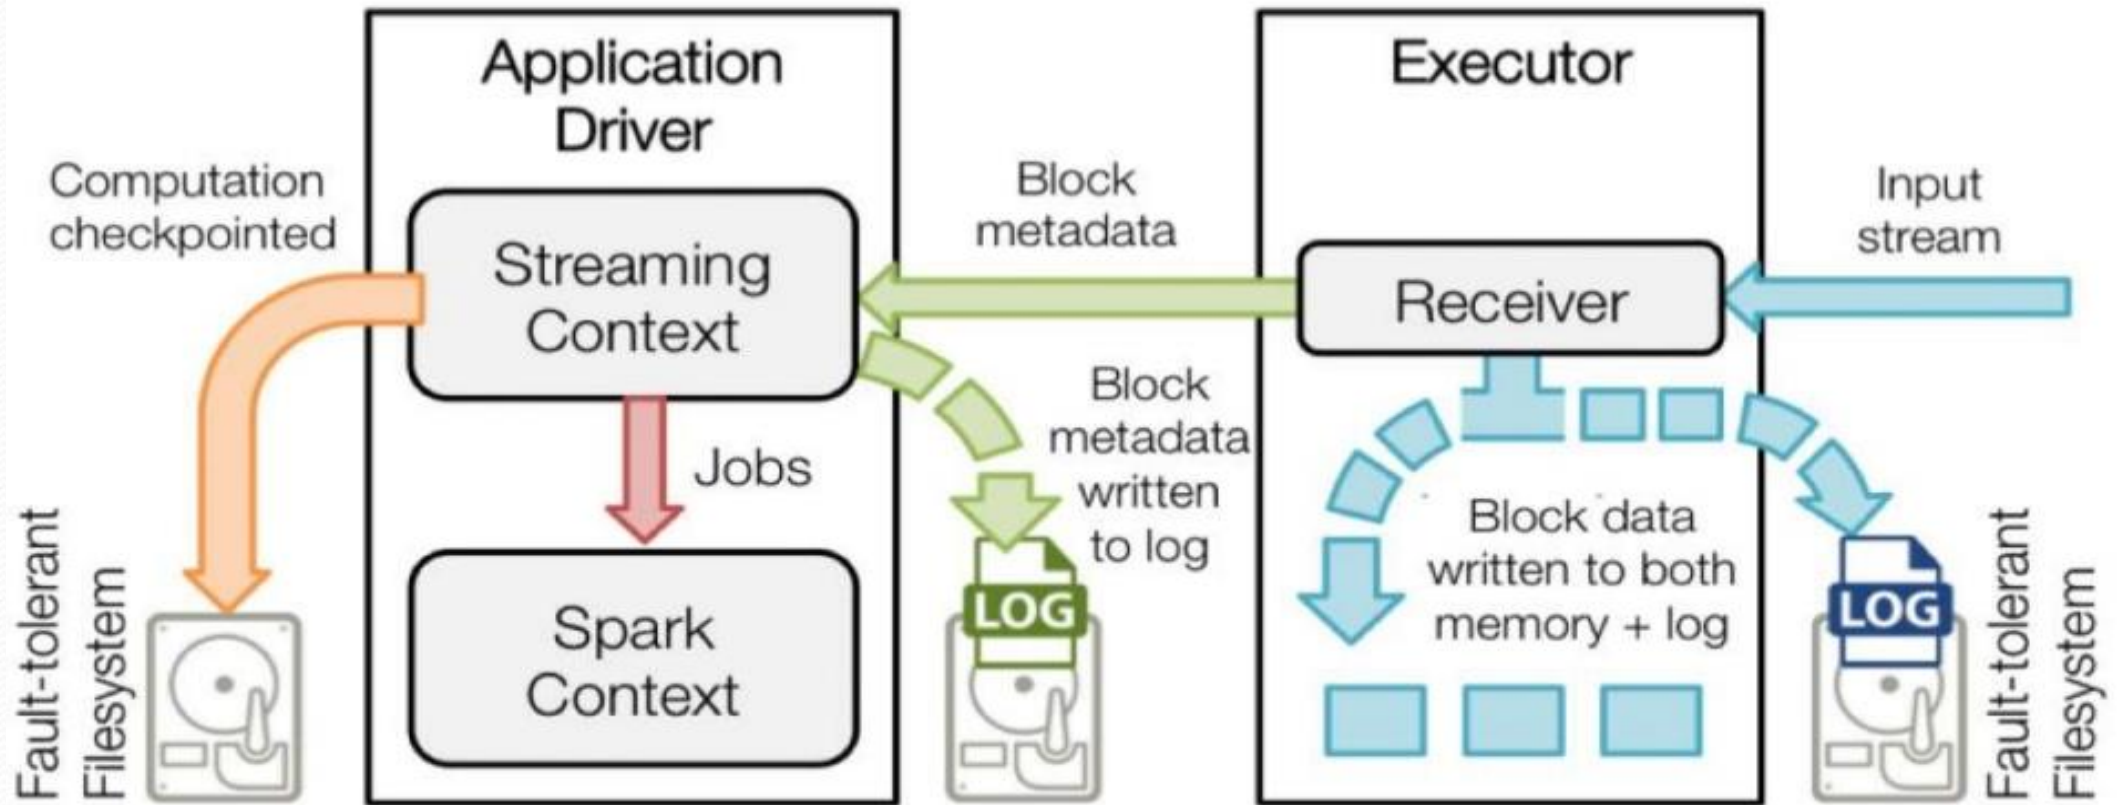 Application
Driver
Executor
Computation
checkpointed
Block
metadata
Input
stream
Streaming
Context
Receiver
Block
metadata
written
to log
Jobs
Block data
written to both
memory + log
Spark
Context
LOG
LOG
Fault-tolerant
Filesystem
Fault-tolerant
Filesystem